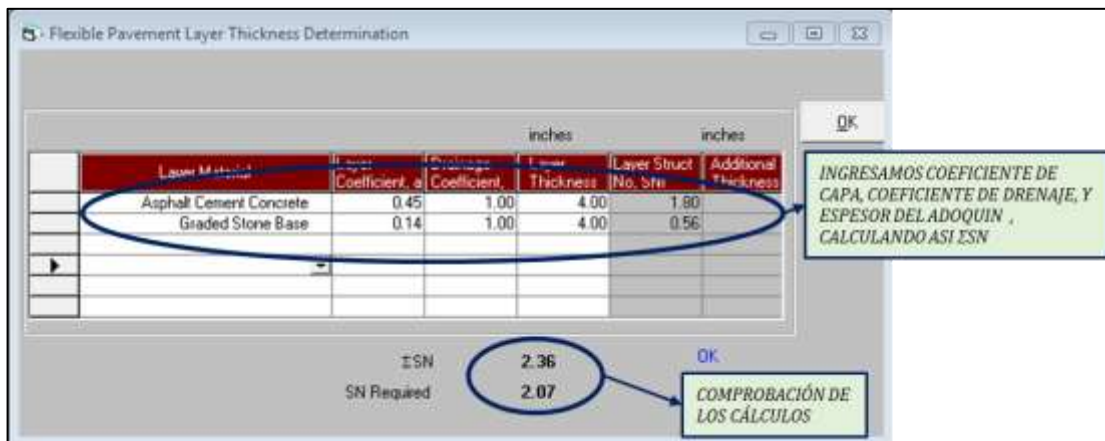 Flexible Pavement Layer Thickness Determination
OK
inches inches
Layer Material Layer Coefficient, a Drainage Coefficient, Layer Thickness Layer Struct No. SNi Additional Thickness
Asphalt Cement Concrete 0.45 1.00 4.00 1.80
Graded Stone Base 0.14 1.00 4.00 0.56
INGRESAMOS COEFICIENTE DE
CAPA, COEFICIENTE DE DRENAJE, Y
ESPESOR DEL ADOQUIN ,
CALCULANDO ASI ΣSN
ΣSN 2.36 OK
SN Required 2.07
COMPROBACIÓN DE
LOS CÁLCULOS